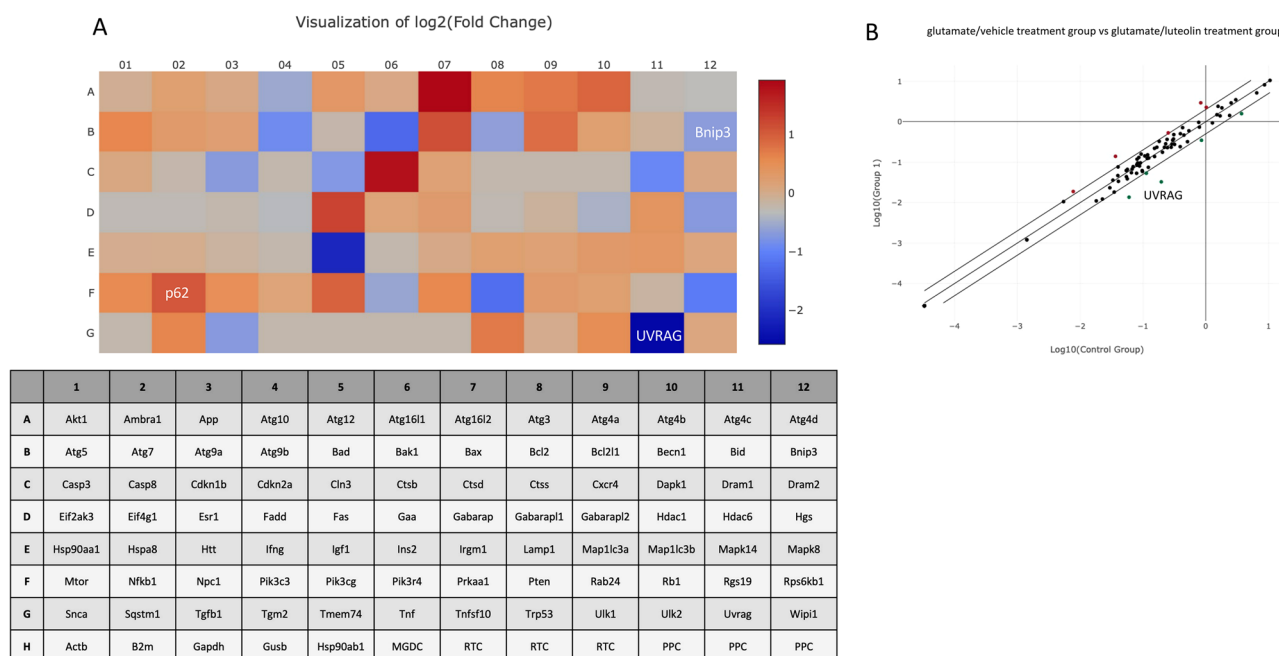 A
Visualization of log2(Fold Change)
01 02 03 04 05 06 07 08 09 10 11 12
A
B Bnip3
C
D
E
F p62
G UVRAG
1
0
−1
−2
B
glutamate/vehicle treatment group vs glutamate/luteolin treatment group
Log10(Group 1)
1
0
−1
−2
−3
−4
UVRAG
−4 −3 −2 −1 0 1
Log10(Control Group)
1 2 3 4 5 6 7 8 9 10 11 12
A Akt1 Ambra1 App Atg10 Atg12 Atg16l1 Atg16l2 Atg3 Atg4a Atg4b Atg4c Atg4d
B Atg5 Atg7 Atg9a Atg9b Bad Bak1 Bax Bcl2 Bcl2l1 Becn1 Bid Bnip3
C Casp3 Casp8 Cdkn1b Cdkn2a Cln3 Ctsb Ctsd Ctss Cxcr4 Dapk1 Dram1 Dram2
D Eif2ak3 Eif4g1 Esr1 Fadd Fas Gaa Gabarap Gabarapl1 Gabarapl2 Hdac1 Hdac6 Hgs
E Hsp90aa1 Hspa8 Htt Ifng Igf1 Ins2 Irgm1 Lamp1 Map1lc3a Map1lc3b Mapk14 Mapk8
F Mtor Nfkb1 Npc1 Pik3c3 Pik3cg Pik3r4 Prkaa1 Pten Rab24 Rb1 Rgs19 Rps6kb1
G Snca Sqstm1 Tgfb1 Tgm2 Tmem74 Tnf Tnfsf10 Trp53 Ulk1 Ulk2 Uvrag Wipi1
H Actb B2m Gapdh Gusb Hsp90ab1 MGDC RTC RTC RTC PPC PPC PPC